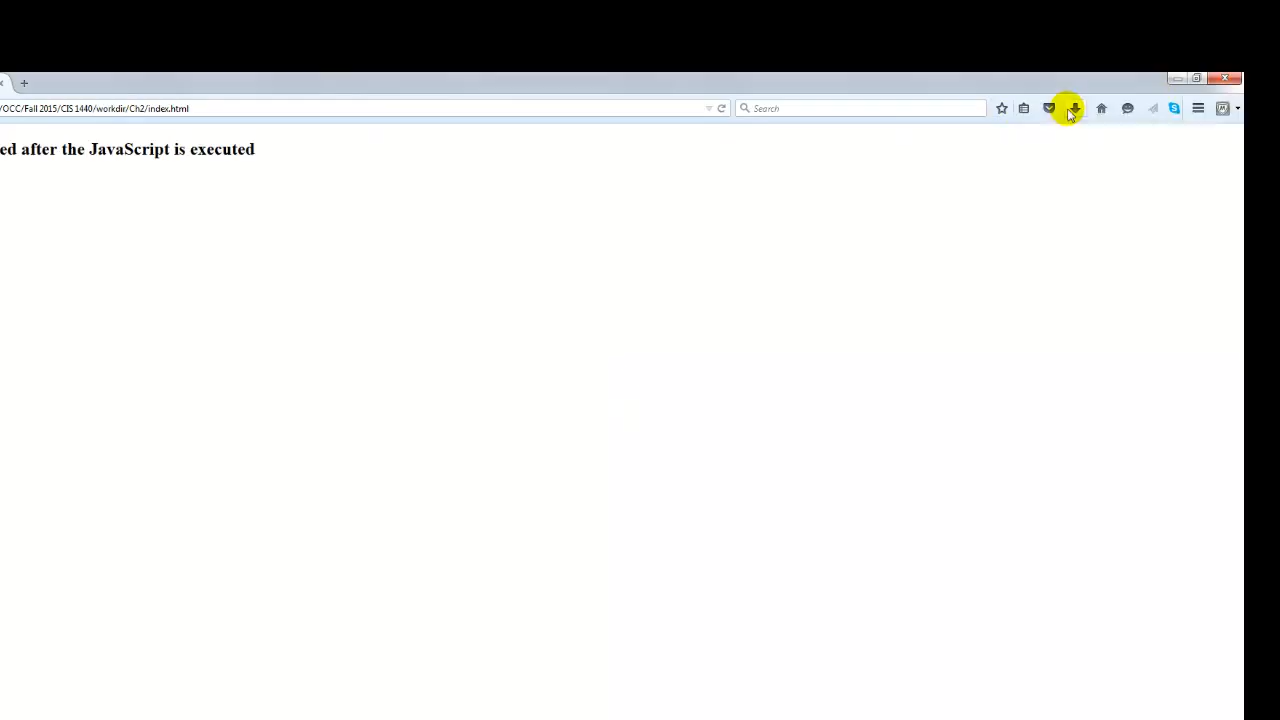 /OCC/Fall 2015/CIS 1440/workdir/Ch2/index.html
Search
ed after the JavaScript is executed